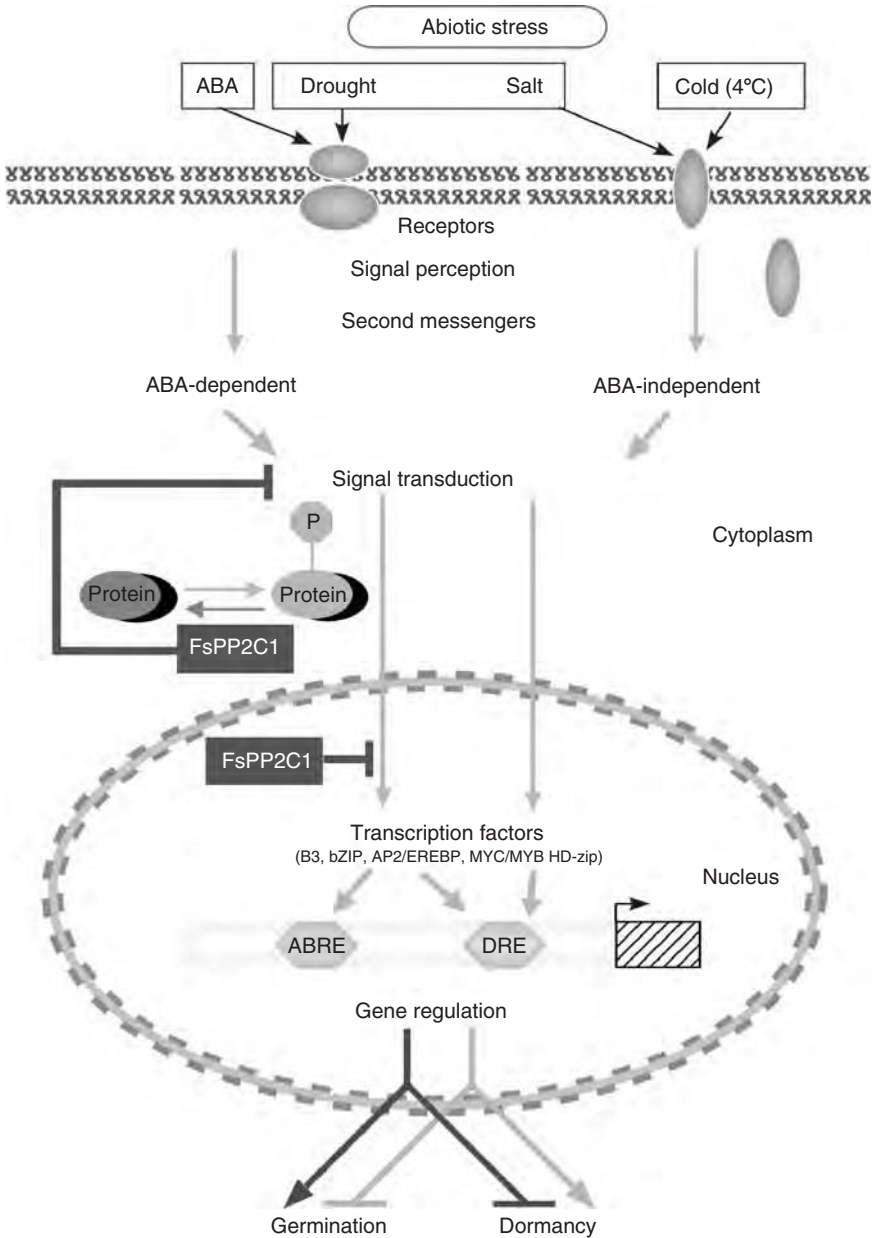 Abiotic stress
ABA
Drought
Salt
Cold (4°C)
Receptors
Signal perception
Second messengers
ABA-dependent
ABA-independent
Signal transduction
P
Cytoplasm
Protein
Protein
FsPP2C1
FsPP2C1
Transcription factors
(B3, bZIP, AP2/EREBP, MYC/MYB HD-zip)
Nucleus
ABRE
DRE
Gene regulation
Germination
Dormancy